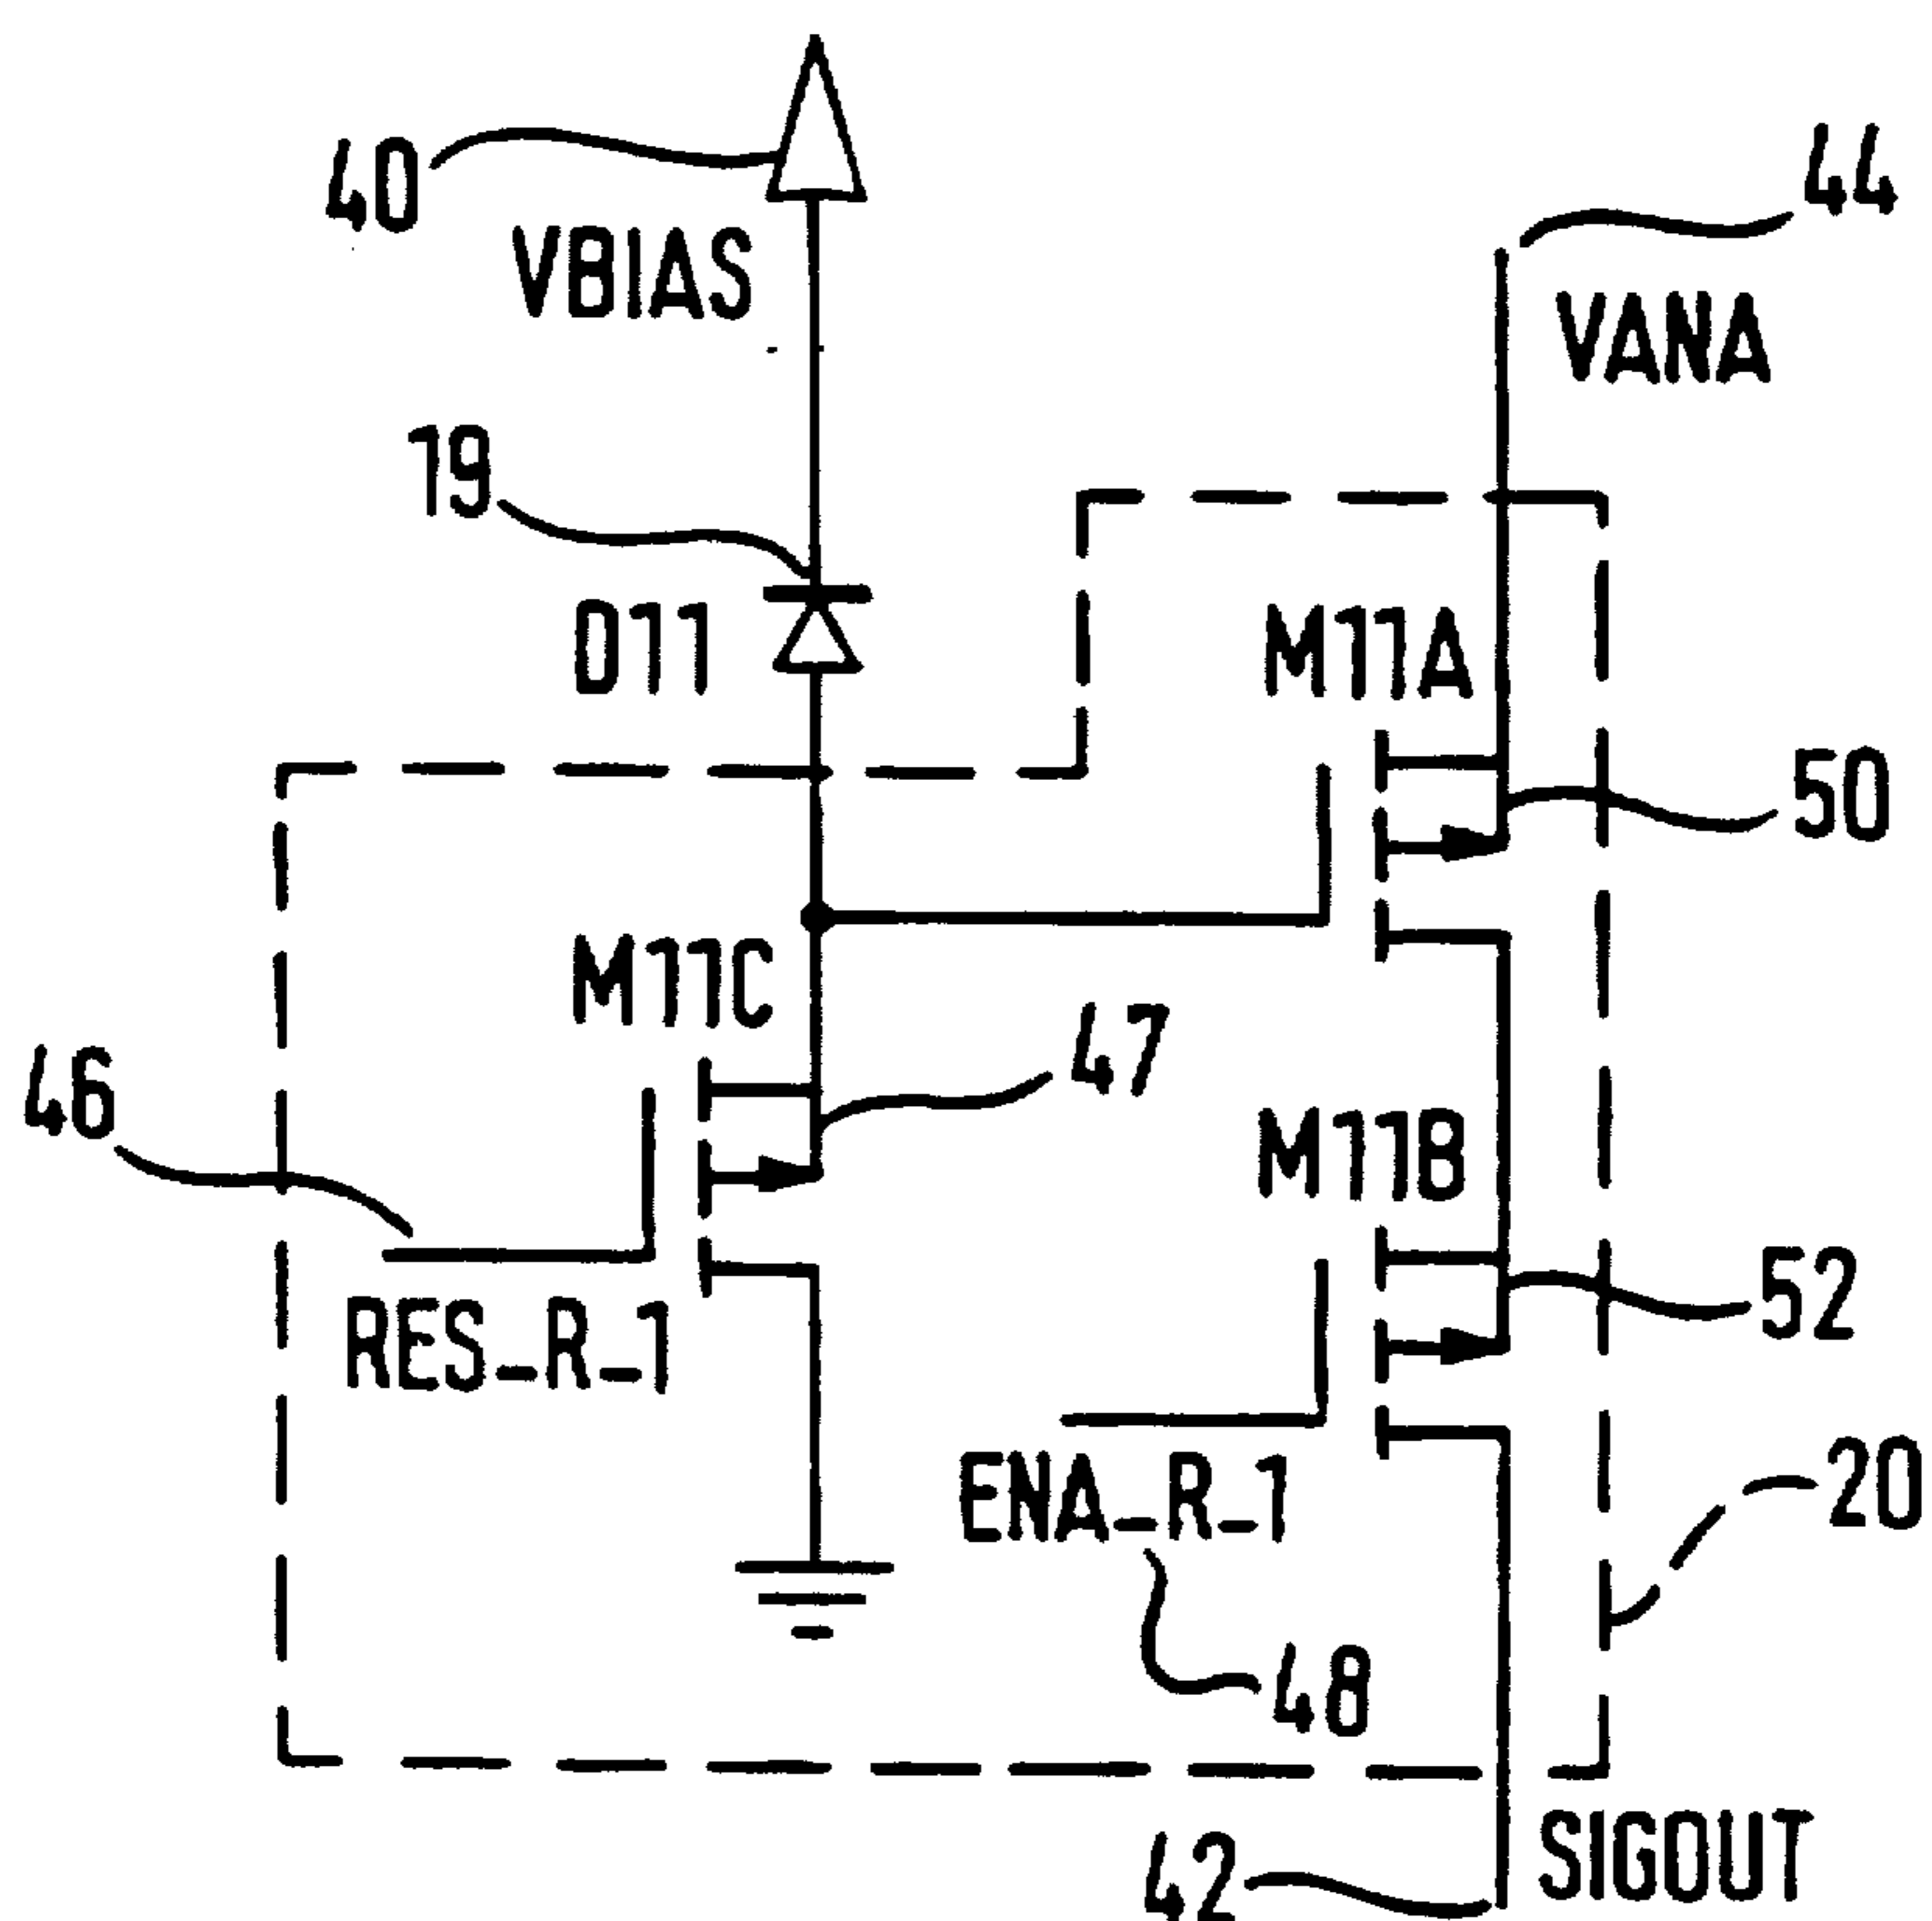 40
44
VBIAS
VANA
19
D11
M11A
50
M11C
47
46
M11B
52
RES_R_1
ENA_R_1
20
48
SIGOUT
42